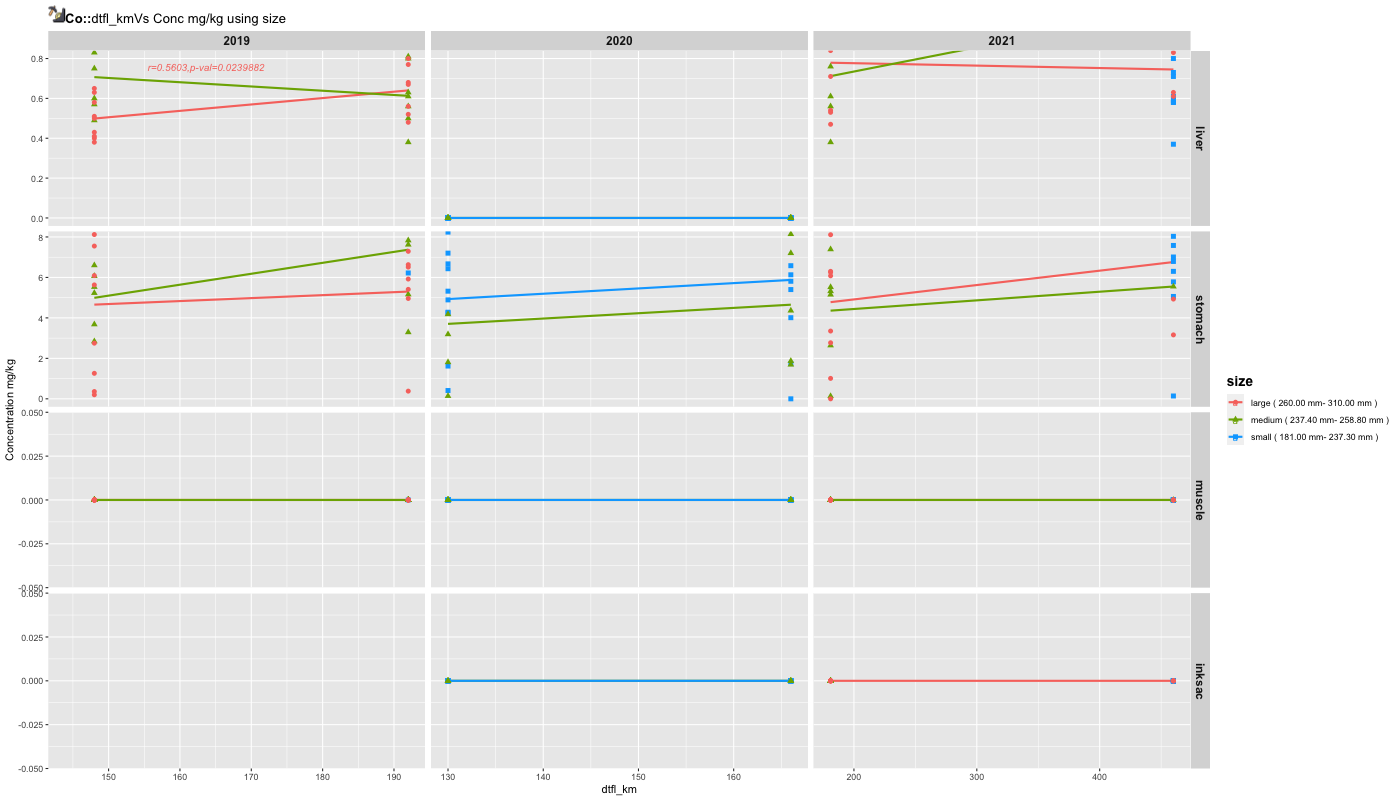 Co::dtfl_kmVs Conc mg/kg using size
2019 2020 2021
r=0.5603,p-val=0.0239882
0.8
0.6
0.4
0.2
0.0
liver
8
6
4
2
0
stomach
0.050
0.025
0.000
-0.025
-0.050
muscle
0.050
0.025
0.000
-0.025
-0.050
inksac
Concentration mg/kg
150 160 170 180 190 130 140 150 160 200 300 400
dtfl_km
size
large ( 260.00 mm- 310.00 mm )
medium ( 237.40 mm- 258.80 mm )
small ( 181.00 mm- 237.30 mm )